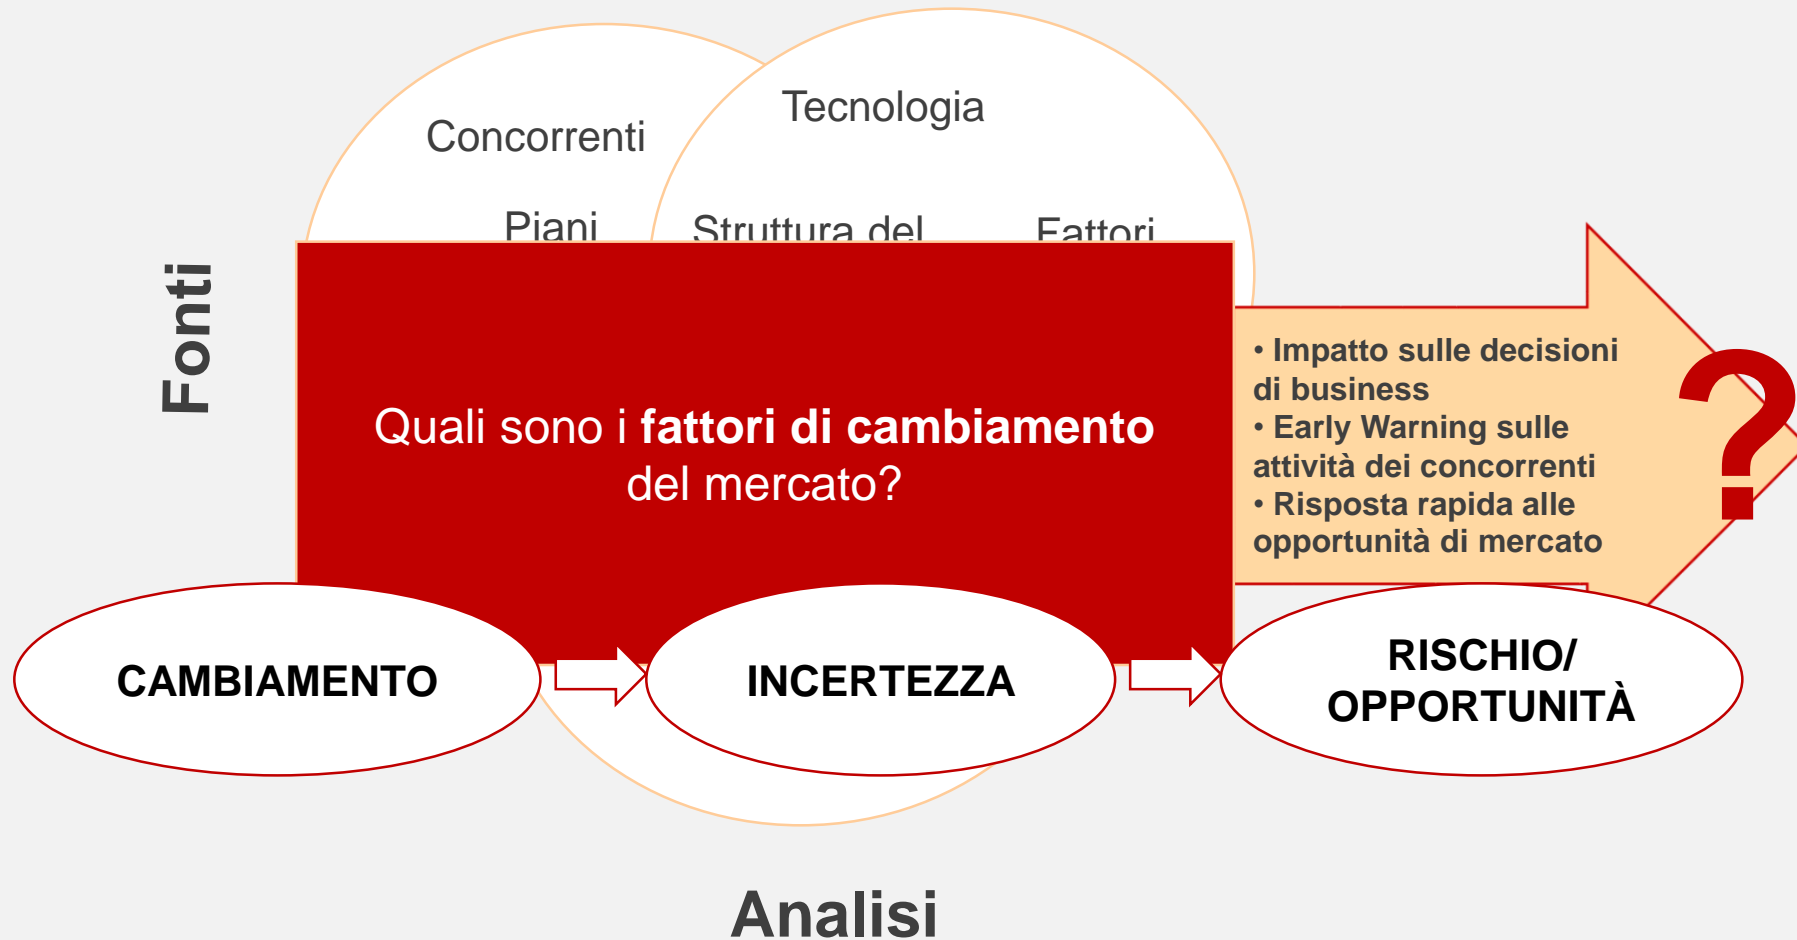 Tecnologia
Concorrenti
Piani
Struttura del
Fattori
Fonti
Quali sono i fattori di cambiamento
del mercato?
• Impatto sulle decisioni
di business
• Early Warning sulle
attività dei concorrenti
• Risposta rapida alle
opportunità di mercato
?
CAMBIAMENTO
INCERTEZZA
RISCHIO/
OPPORTUNITÀ
Analisi